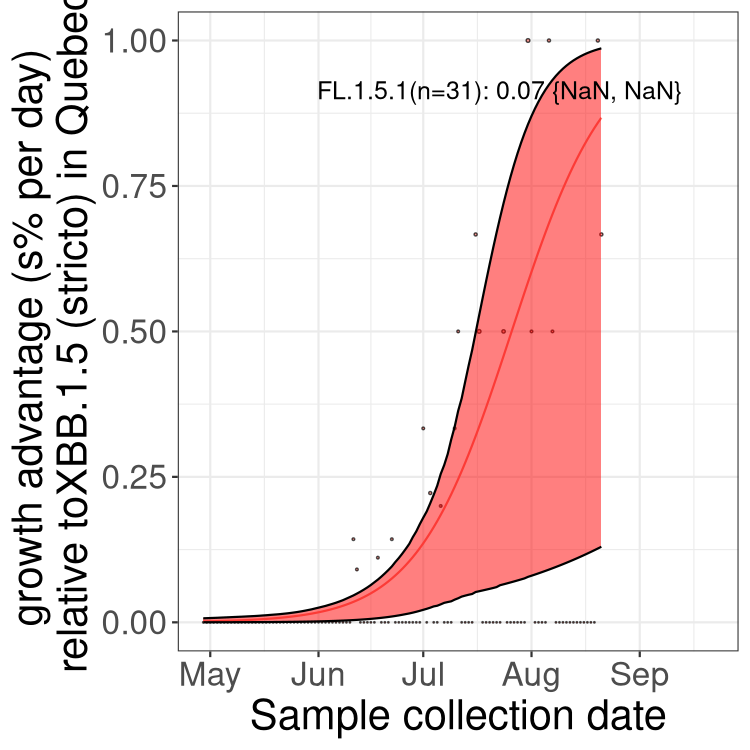 growth advantage (s% per day)
relative toXBB.1.5 (stricto) in Quebec
1.00
0.75
0.50
0.25
0.00
FL.1.5.1(n=31): 0.07 {NaN, NaN}
May Jun Jul Aug Sep
Sample collection date